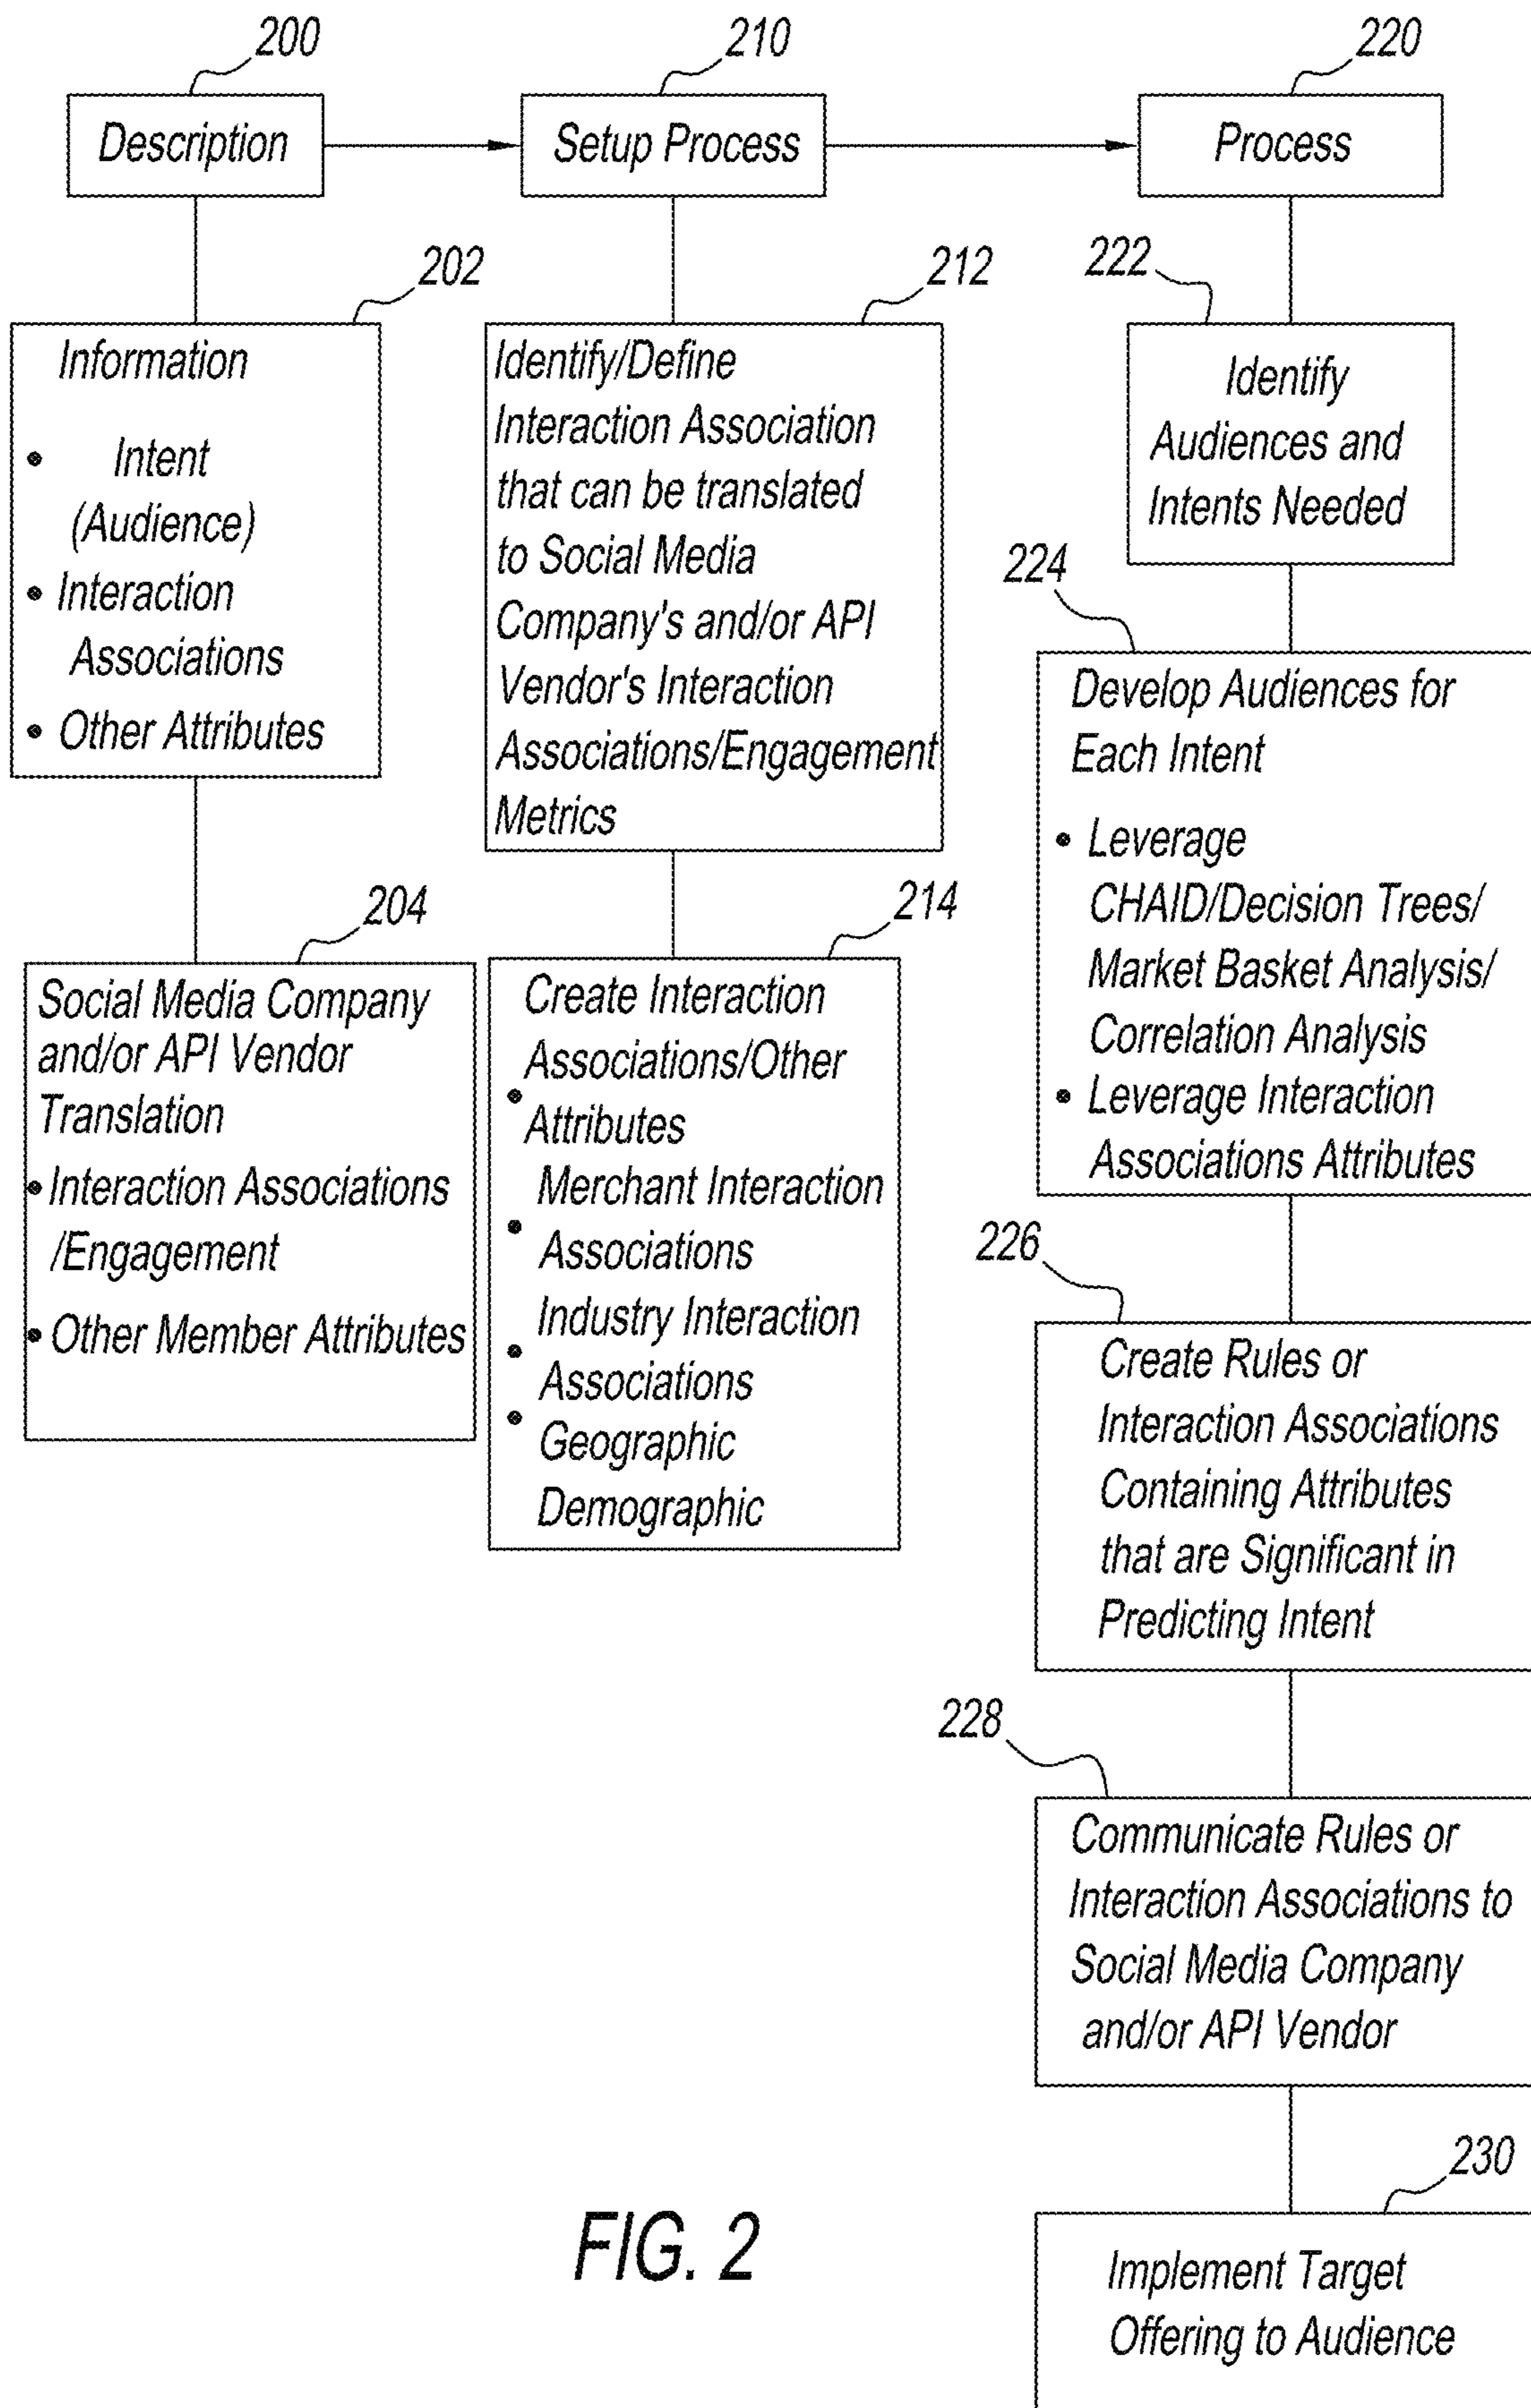 200
Description
210
Setup Process
220
Process
202
Information
• Intent
(Audience)
• Interaction
Associations
• Other Attributes
204
Social Media Company
and/or API Vendor
Translation
• Interaction Associations
/Engagement
• Other Member Attributes
212
Identify/Define
Interaction Association
that can be translated
to Social Media
Company's and/or API
Vendor's Interaction
Associations/Engagement
Metrics
214
Create Interaction
Associations/Other
• Attributes
Merchant Interaction
• Associations
Industry Interaction
• Associations
• Geographic
Demographic
222
Identify
Audiences and
Intents Needed
224
Develop Audiences for
Each Intent
• Leverage
CHAID/Decision Trees/
Market Basket Analysis/
Correlation Analysis
• Leverage Interaction
Associations Attributes
226
Create Rules or
Interaction Associations
Containing Attributes
that are Significant in
Predicting Intent
228
Communicate Rules or
Interaction Associations to
Social Media Company
and/or API Vendor
230
Implement Target
Offering to Audience
FIG. 2